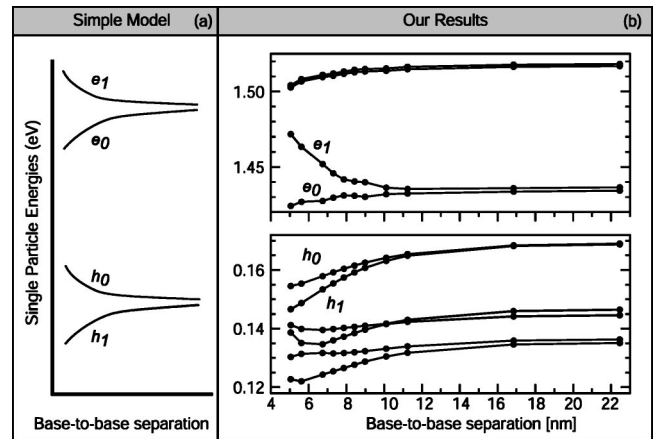 Simple Model (a)
Our Results (b)
Single Particle Energies (eV)
e1
e0
h0
h1
Base-to-base separation
1.50
1.45
e1
e0
0.16
0.14
0.12
h0
h1
4 6 8 10 12 14 16 18 20 22
Base-to-base separation [nm]